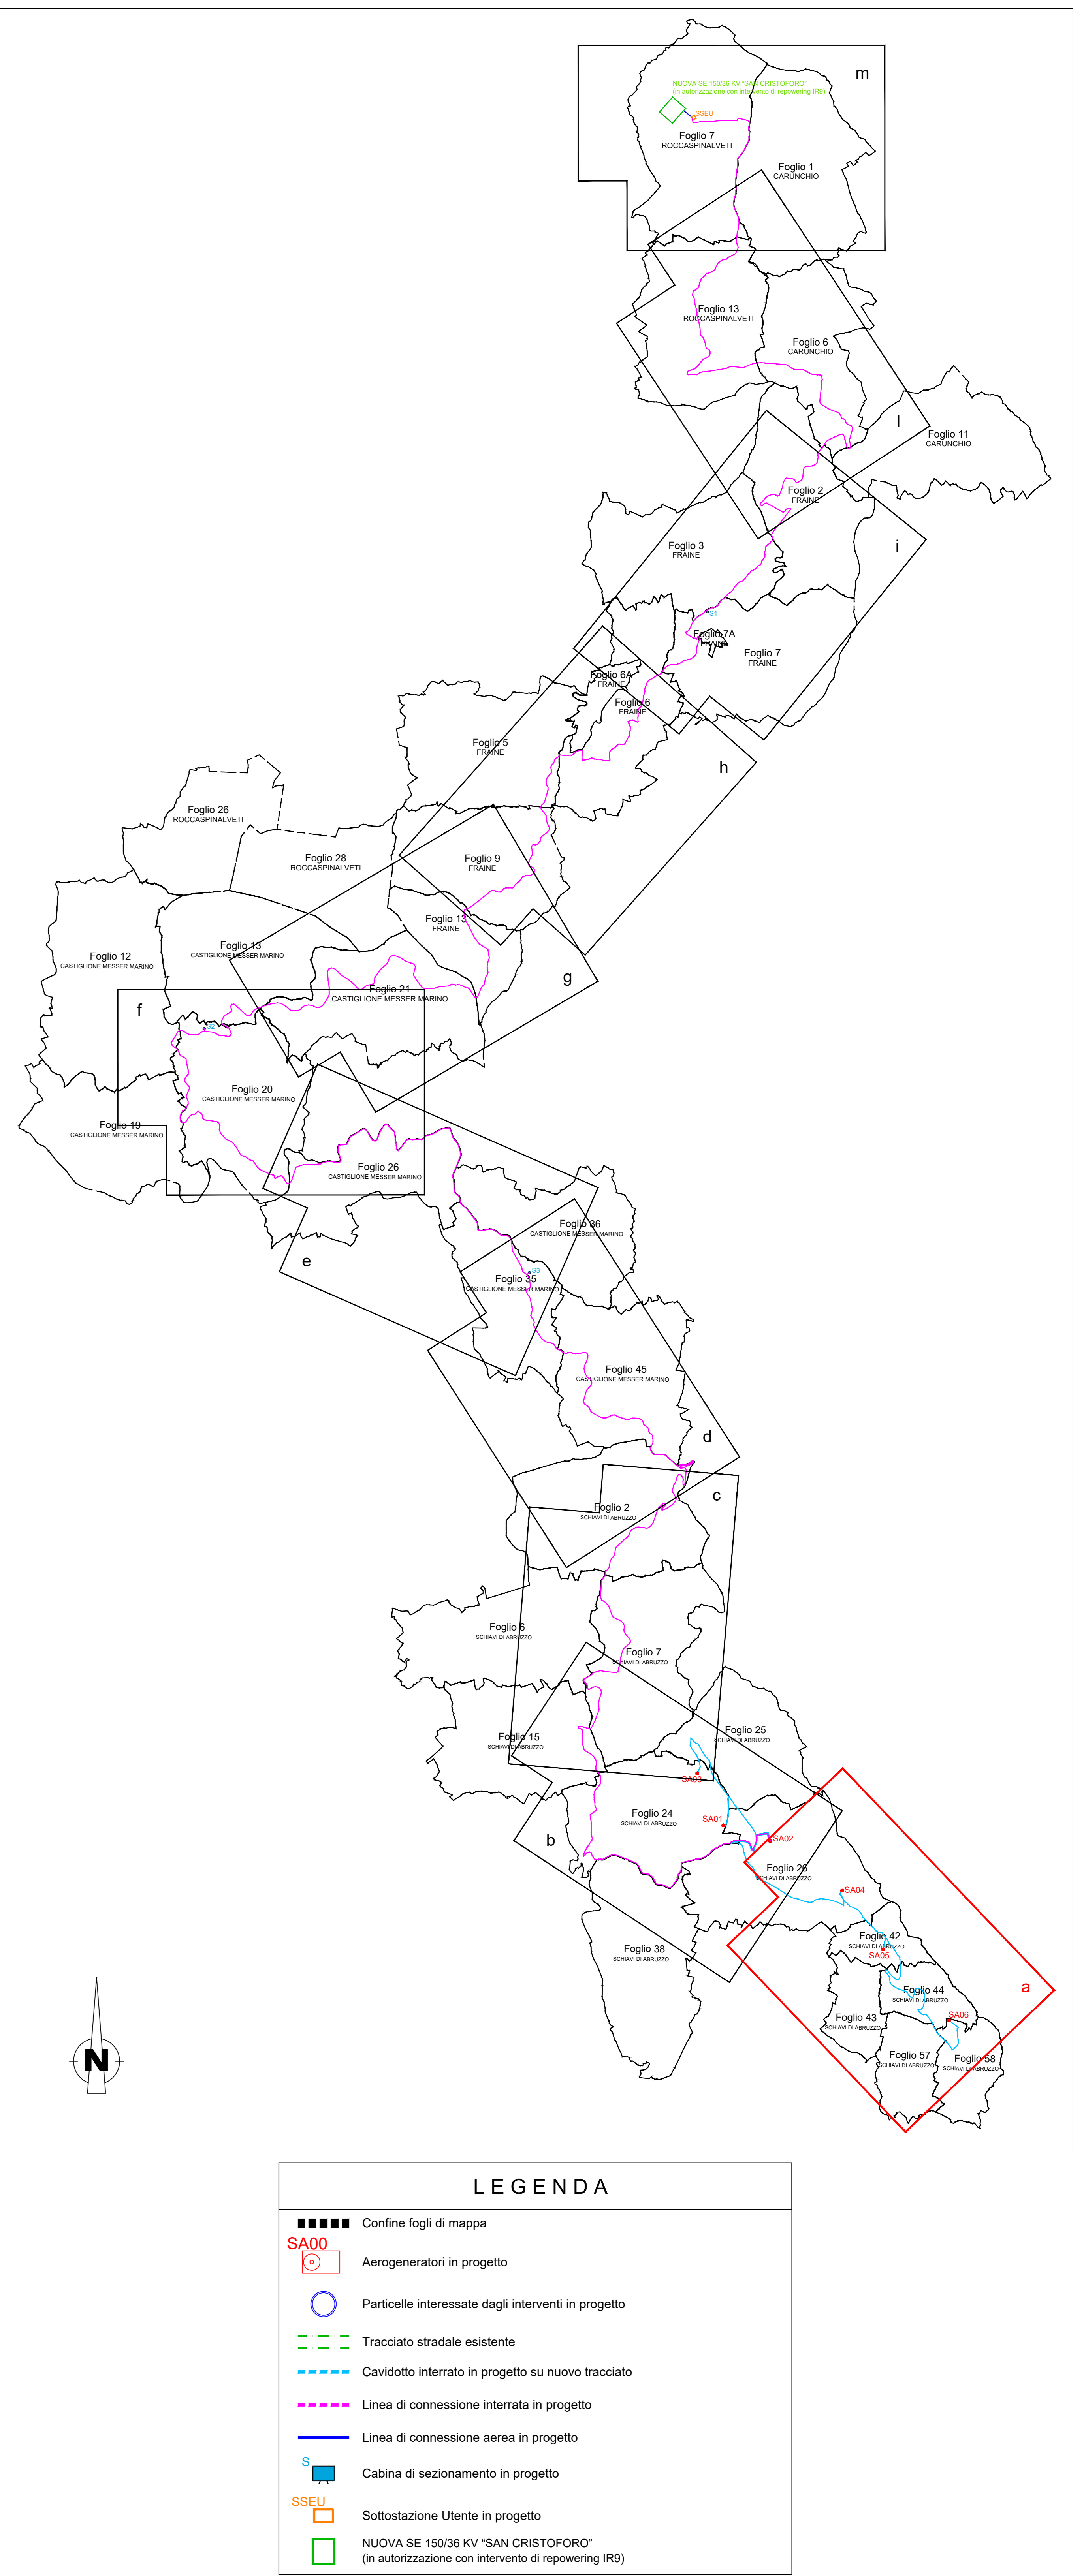 m
NUOVA SE 150/36 KV "SAN CRISTOFORO"
(in autorizzazione con intervento di repowering IR9)
SSEU
Foglio 7
ROCCASPINALVETI
Foglio 1
CARUNCHIO
Foglio 13
ROCCASPINALVETI
Foglio 6
CARUNCHIO
l
Foglio 11
CARUNCHIO
Foglio 2
FRAINE
Foglio 3
FRAINE
i
S1
Foglio 7A
FRAINE
Foglio 7
FRAINE
Foglio 6A
FRAINE
Foglio 6
FRAINE
Foglio 5
FRAINE
h
Foglio 26
ROCCASPINALVETI
Foglio 28
ROCCASPINALVETI
Foglio 9
FRAINE
Foglio 13
FRAINE
Foglio 12
CASTIGLIONE MESSER MARINO
Foglio 13
CASTIGLIONE MESSER MARINO
g
Foglio 21
CASTIGLIONE MESSER MARINO
f
S2
Foglio 20
CASTIGLIONE MESSER MARINO
Foglio 19
CASTIGLIONE MESSER MARINO
Foglio 26
CASTIGLIONE MESSER MARINO
Foglio 36
CASTIGLIONE MESSER MARINO
e
S3
Foglio 35
CASTIGLIONE MESSER MARINO
Foglio 45
CASTIGLIONE MESSER MARINO
d
c
Foglio 2
SCHIAVI DI ABRUZZO
Foglio 6
SCHIAVI DI ABRUZZO
Foglio 7
SCHIAVI DI ABRUZZO
Foglio 15
SCHIAVI DI ABRUZZO
Foglio 25
SCHIAVI DI ABRUZZO
SA03
Foglio 24
SCHIAVI DI ABRUZZO
SA01
b
SA02
Foglio 26
SCHIAVI DI ABRUZZO
SA04
Foglio 42
SCHIAVI DI ABRUZZO
SA05
Foglio 38
SCHIAVI DI ABRUZZO
a
Foglio 44
SCHIAVI DI ABRUZZO
SA06
Foglio 43
SCHIAVI DI ABRUZZO
Foglio 57
SCHIAVI DI ABRUZZO
Foglio 58
SCHIAVI DI ABRUZZO
N
LEGENDA
Confine fogli di mappa
SA00
Aerogeneratori in progetto
Particelle interessate dagli interventi in progetto
Tracciato stradale esistente
Cavidotto interrato in progetto su nuovo tracciato
Linea di connessione interrata in progetto
Linea di connessione aerea in progetto
S
Cabina di sezionamento in progetto
SSEU
Sottostazione Utente in progetto
NUOVA SE 150/36 KV "SAN CRISTOFORO"
(in autorizzazione con intervento di repowering IR9)